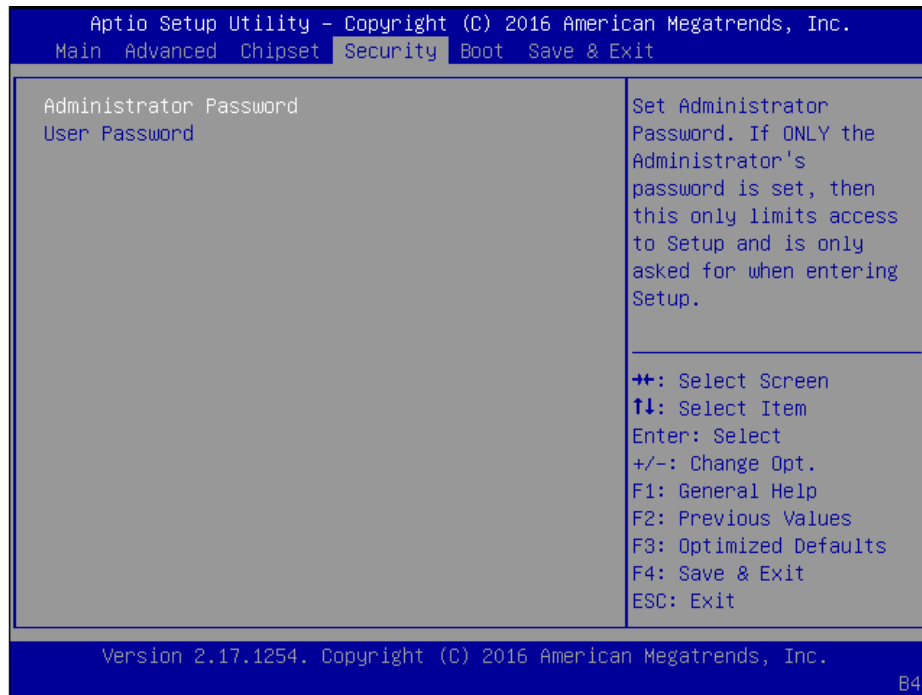 Aptio Setup Utility – Copyright (C) 2016 American Megatrends, Inc.
Main Advanced Chipset Security Boot Save & Exit
Administrator Password
User Password
Set Administrator
Password. If ONLY the
Administrator's
password is set, then
this only limits access
to Setup and is only
asked for when entering
Setup.
→←: Select Screen
↑↓: Select Item
Enter: Select
+/-: Change Opt.
F1: General Help
F2: Previous Values
F3: Optimized Defaults
F4: Save & Exit
ESC: Exit
Version 2.17.1254. Copyright (C) 2016 American Megatrends, Inc.
B4